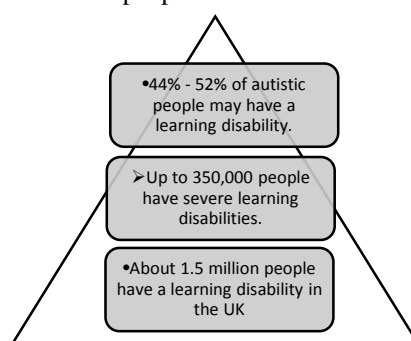 •44% - 52% of autistic
people may have a
learning disability.
➢Up to 350,000 people
have severe learning
disabilities.
•About 1.5 million people
have a learning disability in
the UK